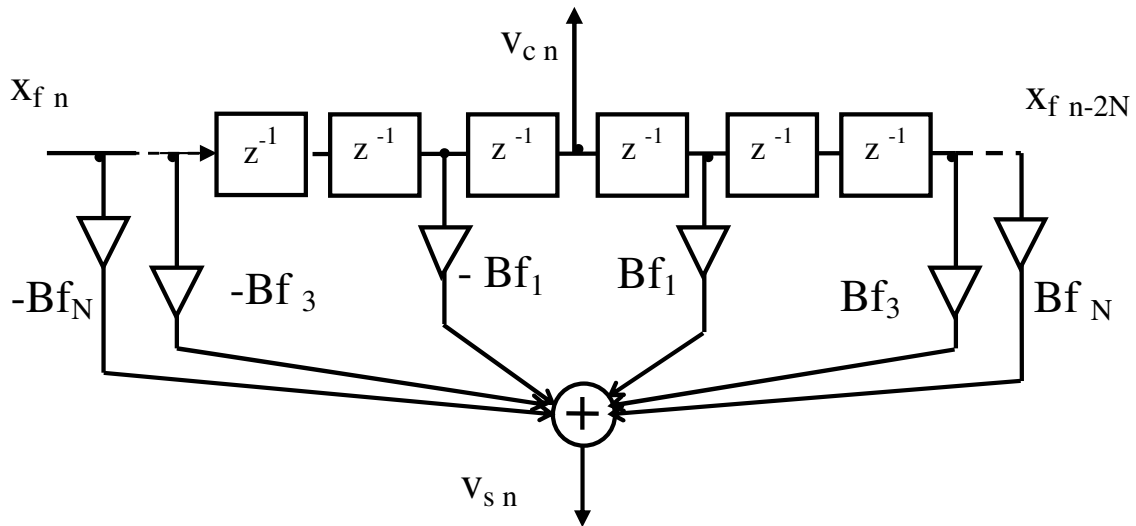 v_{c n}
x_{f n}
x_{f n-2N}
z^{-1} z^{-1} z^{-1} z^{-1} z^{-1} z^{-1}
-Bf_N -Bf_3 - Bf_1 Bf_1 Bf_3 Bf_N
+
v_{s n}